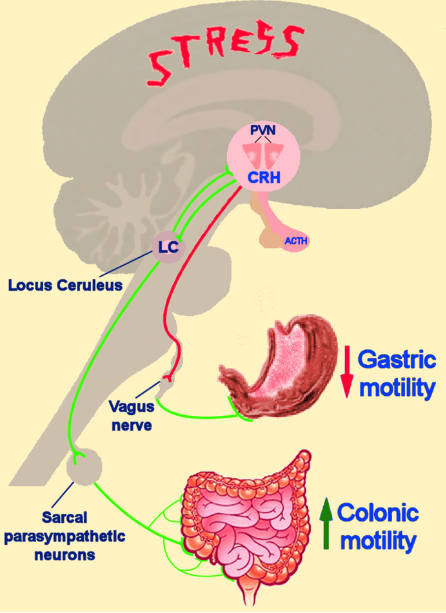 STRESS
PVN
CRH
ACTH
LC
Locus Ceruleus
Gastric
motility
Vagus
nerve
Colonic
motility
Sarcal
parasympathetic
neurons